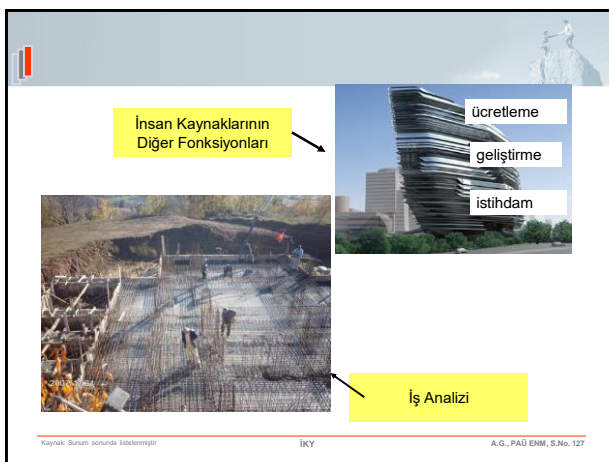 İnsan Kaynaklarının
Diğer Fonksiyonları
ücretleme
geliştirme
istihdam
İş Analizi
Kaynak: Sunum sonunda listelenmiştir
İKY
A.G., PAÜ ENM, S.No. 127